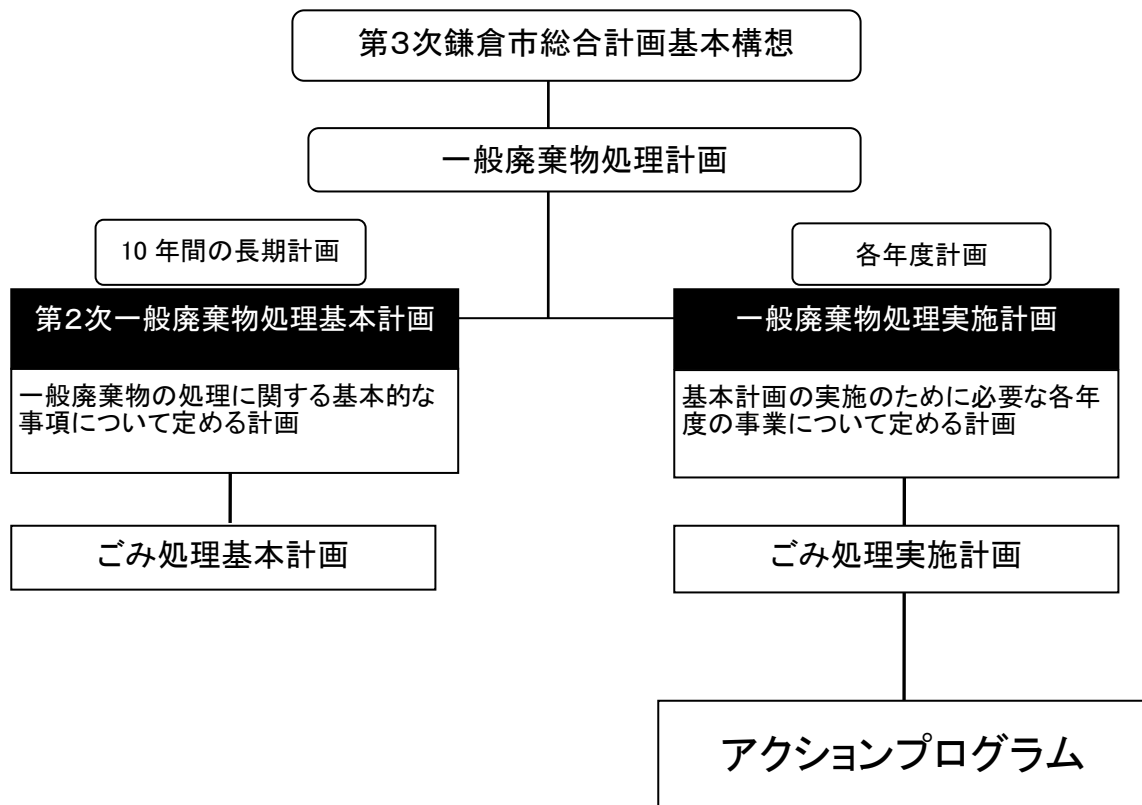 第３次鎌倉市総合計画基本構想
一般廃棄物処理計画
10 年間の長期計画
各年度計画
第２次一般廃棄物処理基本計画
一般廃棄物処理実施計画
一般廃棄物の処理に関する基本的な
事項について定める計画
基本計画の実施のために必要な各年
度の事業について定める計画
ごみ処理基本計画
ごみ処理実施計画
アクションプログラム